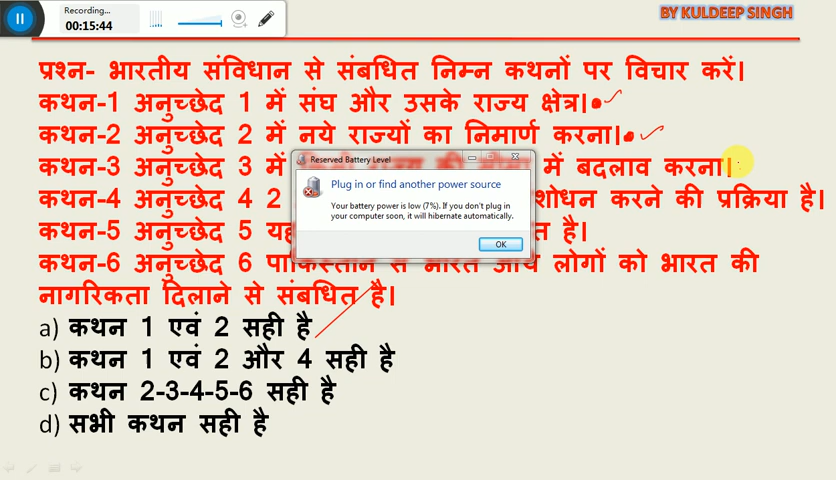 Recording...
00:15:44
BY KULDEEP SINGH
प्रश्न- भारतीय संविधान से संबधित निम्न कथनों पर विचार करें।
कथन-1 अनुच्छेद 1 में संघ और उसके राज्य क्षेत्र।
कथन-2 अनुच्छेद 2 में नये राज्यों का निमार्ण करना।
कथन-3 अनुच्छेद 3 में में बदलाव करना।
कथन-4 अनुच्छेद 4 2 शोधन करने की प्रक्रिया है।
कथन-5 अनुच्छेद 5 है।
कथन-6 अनुच्छेद 6 पाकिस्तान से भारत आये लोगों को भारत की
नागरिकता दिलाने से संबधित है।
Reserved Battery Level
Plug in or find another power source
Your battery power is low (7%). If you don't plug in
your computer soon, it will hibernate automatically.
OK
a) कथन 1 एवं 2 सही है
b) कथन 1 एवं 2 और 4 सही है
c) कथन 2-3-4-5-6 सही है
d) सभी कथन सही है